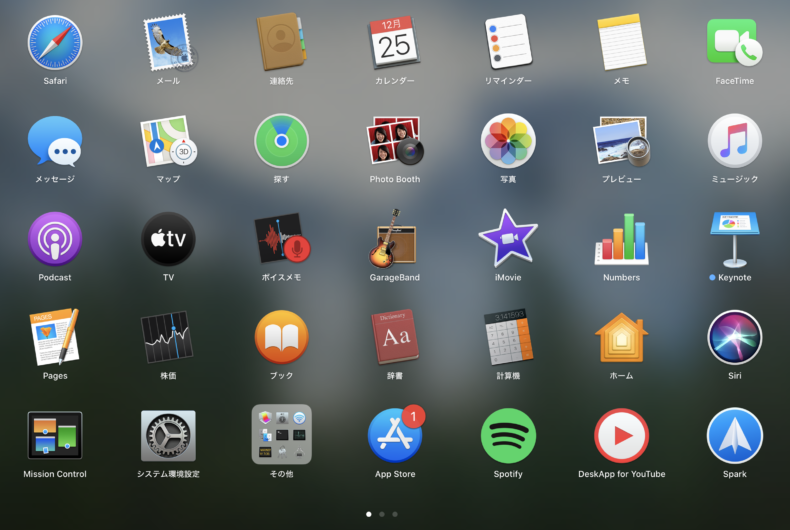 12月
25
Safari
メール
連絡先
カレンダー
リマインダー
メモ
FaceTime
3D
メッセージ
マップ
探す
Photo Booth
写真
プレビュー
ミュージック
tv
Podcast
TV
ボイスメモ
GarageBand
iMovie
Numbers
Keynote
PAGES
Dictionary
Aa
3.141593
Pages
株価
ブック
辞書
計算機
ホーム
Siri
1
Mission Control
システム環境設定
その他
App Store
Spotify
DeskApp for YouTube
Spark